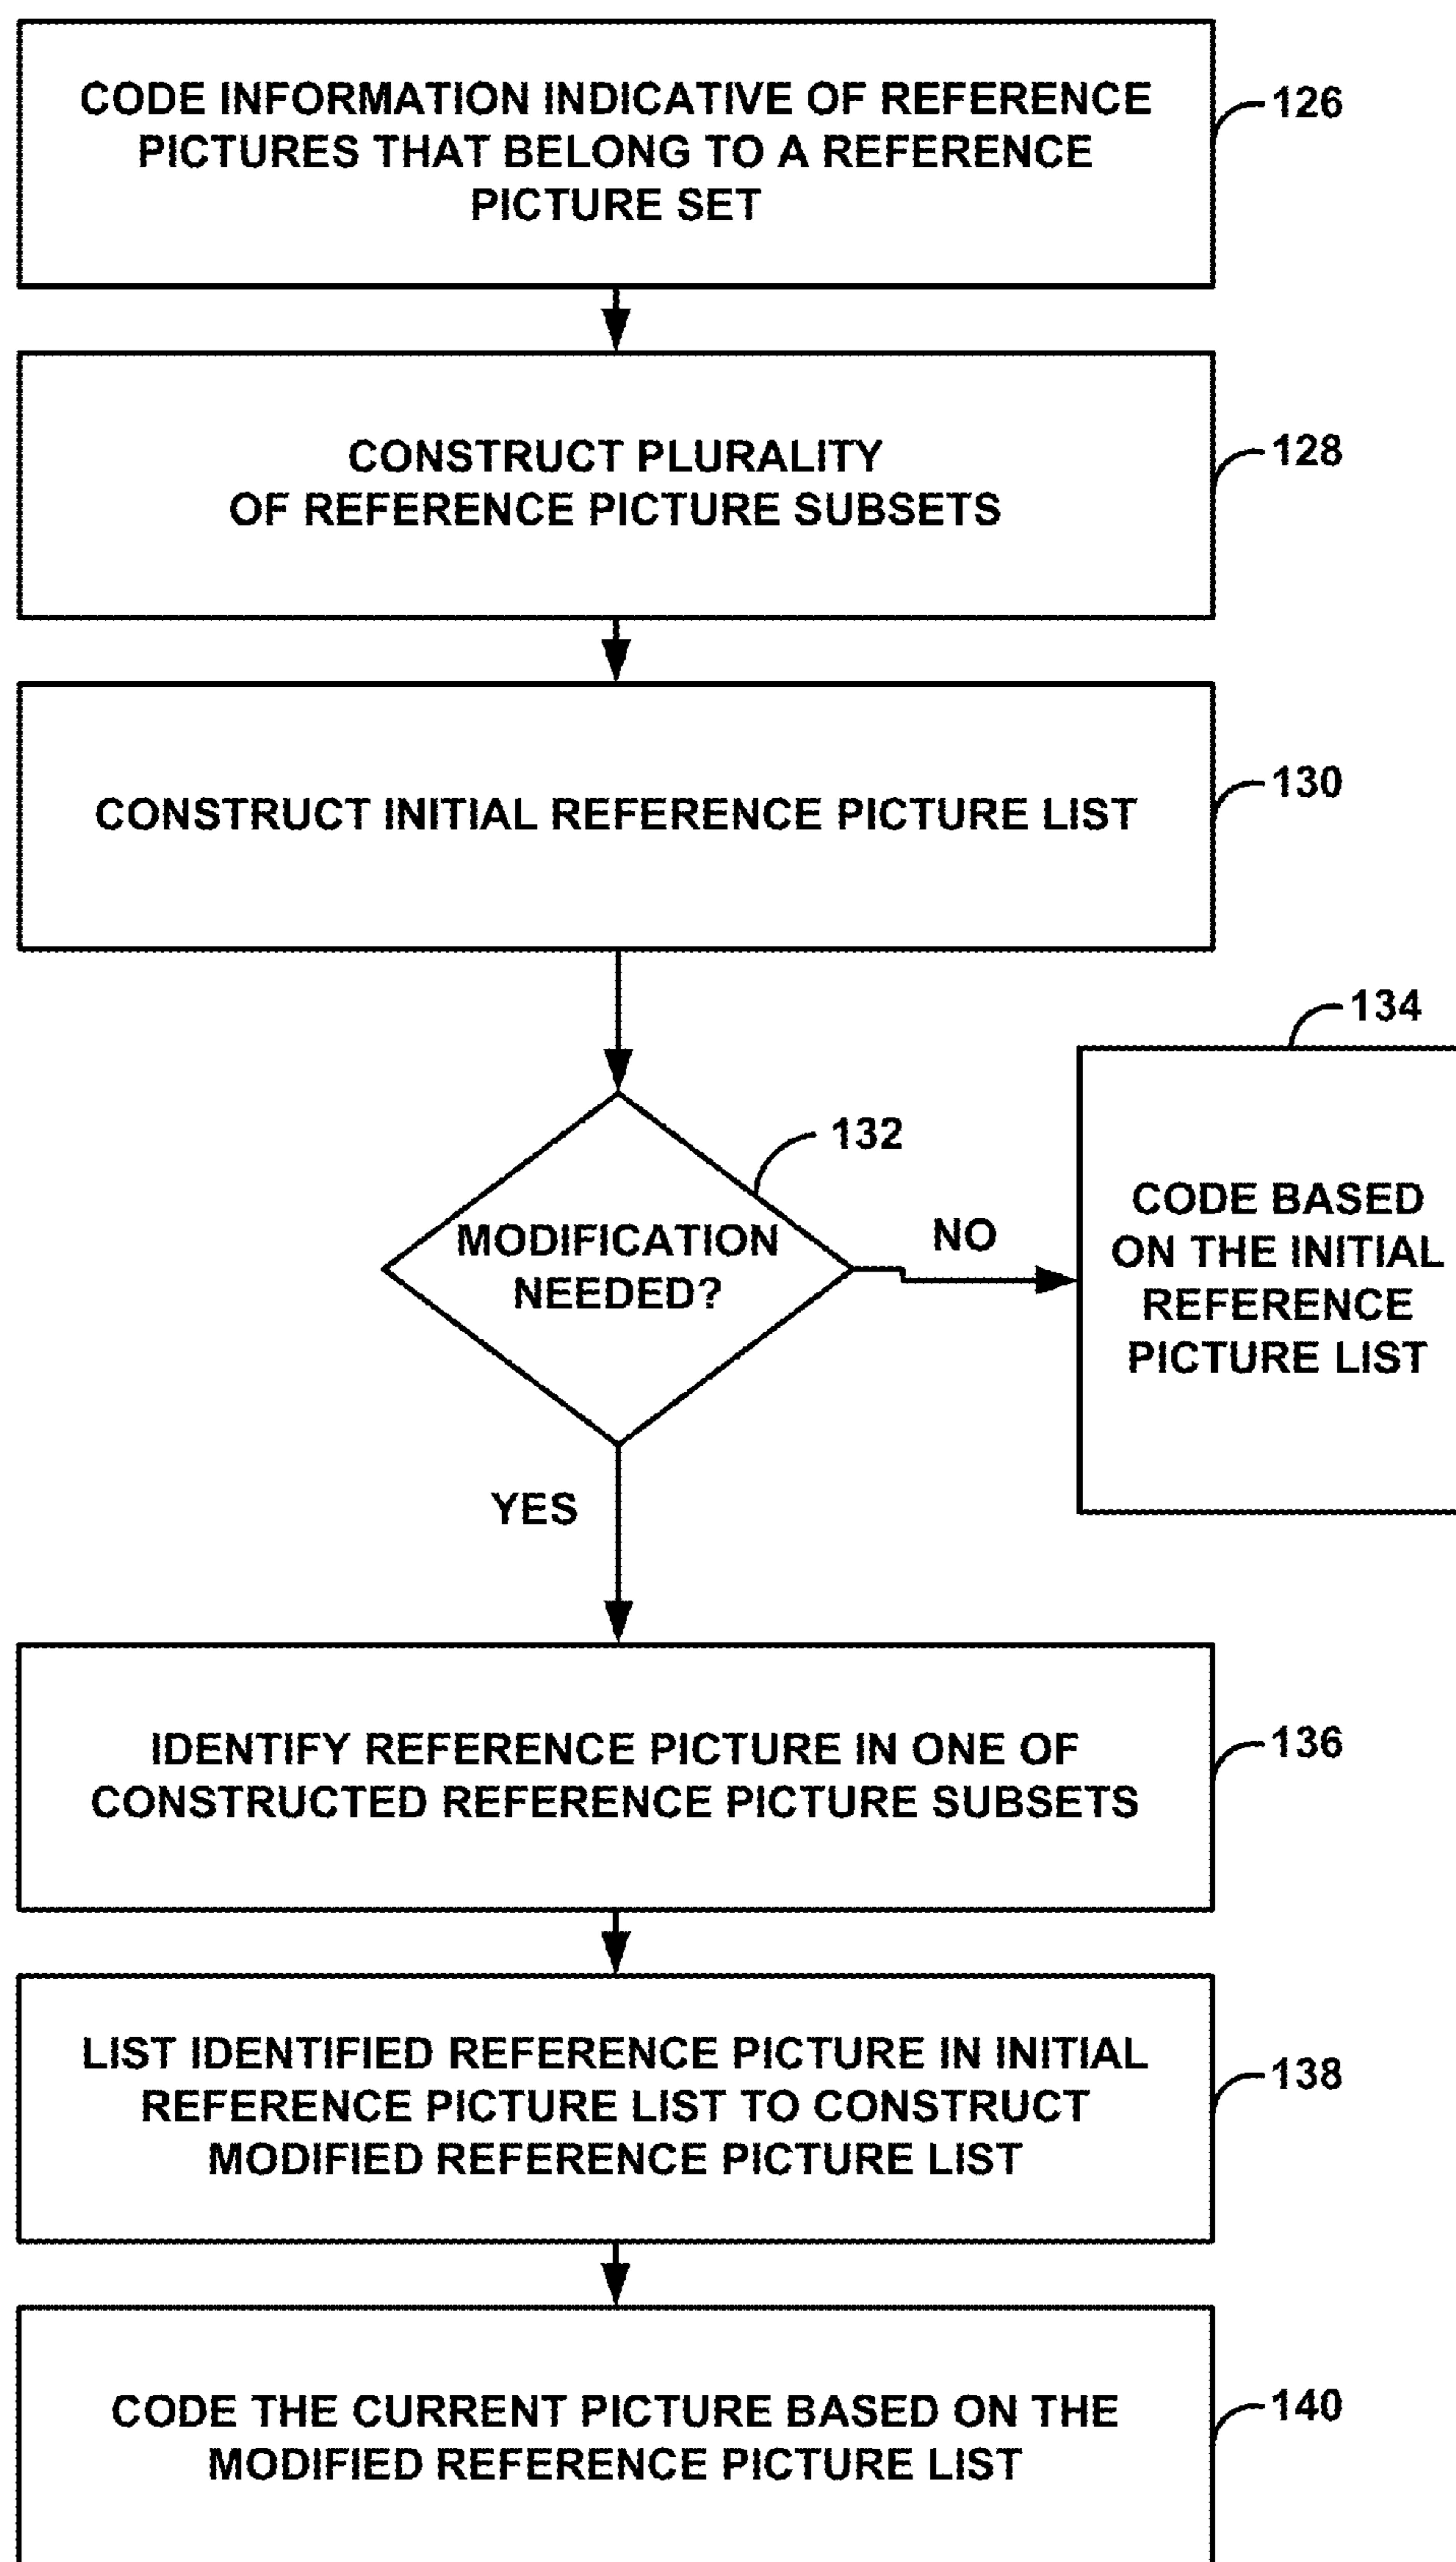 CODE INFORMATION INDICATIVE OF REFERENCE
PICTURES THAT BELONG TO A REFERENCE
PICTURE SET
126
CONSTRUCT PLURALITY
OF REFERENCE PICTURE SUBSETS
128
CONSTRUCT INITIAL REFERENCE PICTURE LIST
130
132
MODIFICATION
NEEDED?
NO
134
CODE BASED
ON THE INITIAL
REFERENCE
PICTURE LIST
YES
IDENTIFY REFERENCE PICTURE IN ONE OF
CONSTRUCTED REFERENCE PICTURE SUBSETS
136
LIST IDENTIFIED REFERENCE PICTURE IN INITIAL
REFERENCE PICTURE LIST TO CONSTRUCT
MODIFIED REFERENCE PICTURE LIST
138
CODE THE CURRENT PICTURE BASED ON THE
MODIFIED REFERENCE PICTURE LIST
140